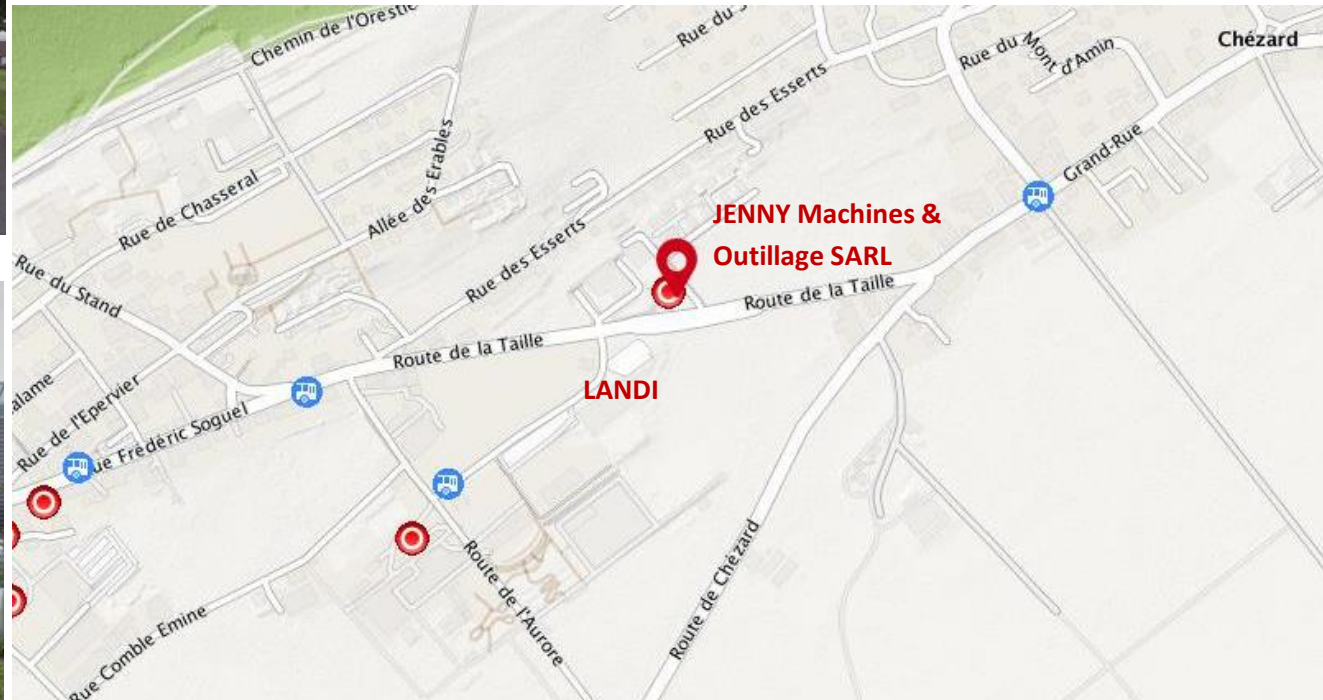 Chemin de l'Orestie
Rue du S
Chézard
Rue du Mont d'Amin
Rue des Esserts
Grand-Rue
Rue de Chasseral
Allée des Erables
JENNY Machines &
Outillage SARL
Rue des Esserts
Rue du Stand
Route de la Taille
Route de la Taille
LANDI
alame
Rue de l'Epervier
ue Frédéric Soguel
Route de Chézard
Route de l'Aurore
Rue Comble Emine